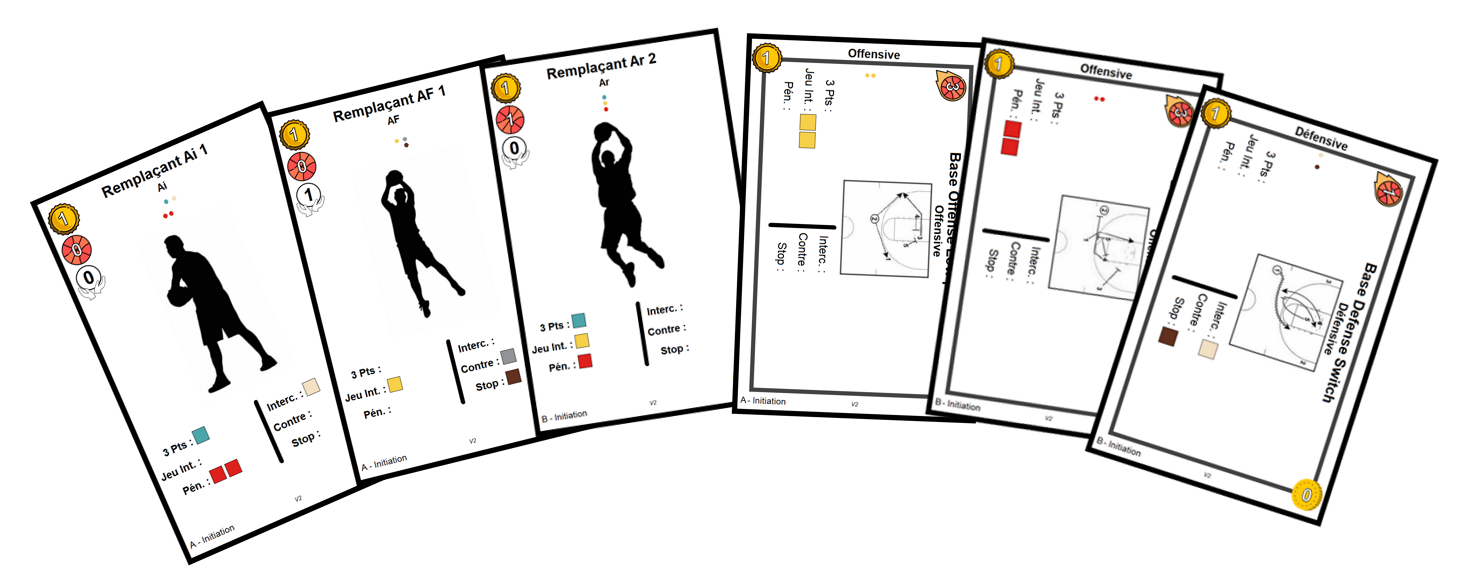 Remplaçant Ai 1
Ai
1
0
0
3 Pts :
Jeu Int. :
Pén. :
Interc. :
Contre :
Stop :
A - Initiation
V2
Remplaçant AF 1
AF
1
0
1
3 Pts :
Jeu Int. :
Pén. :
Interc. :
Contre :
Stop :
A - Initiation
V2
Remplaçant Ar 2
Ar
1
1
0
3 Pts :
Jeu Int. :
Pén. :
Interc. :
Contre :
Stop :
B - Initiation
V2
Offensive
1
3
3 Pts :
Jeu Int. :
Pén. :
Interc. :
Contre :
Stop :
Base Offense
Offensive
A - Initiation
V2
Offensive
1
3
3 Pts :
Jeu Int. :
Pén. :
Interc. :
Contre :
Stop :
B - Initiation
V2
Défensive
1
3 Pts :
Jeu Int. :
Pén. :
Interc. :
Contre :
Stop :
Base Defense Switch
Défensive
B - Initiation
V2
0